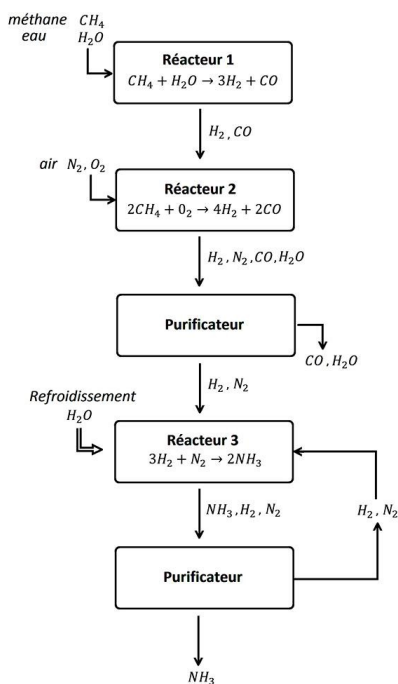 méthane CH₄
eau H₂O
Réacteur 1
CH₄ + H₂O → 3H₂ + CO
H₂, CO
air N₂, O₂
Réacteur 2
2CH₄ + 0₂ → 4H₂ + 2CO
H₂, N₂, CO, H₂O
Purificateur
CO, H₂O
H₂, N₂
Refroidissement
H₂O
Réacteur 3
3H₂ + N₂ → 2NH₃
NH₃, H₂, N₂
H₂, N₂
Purificateur
NH₃